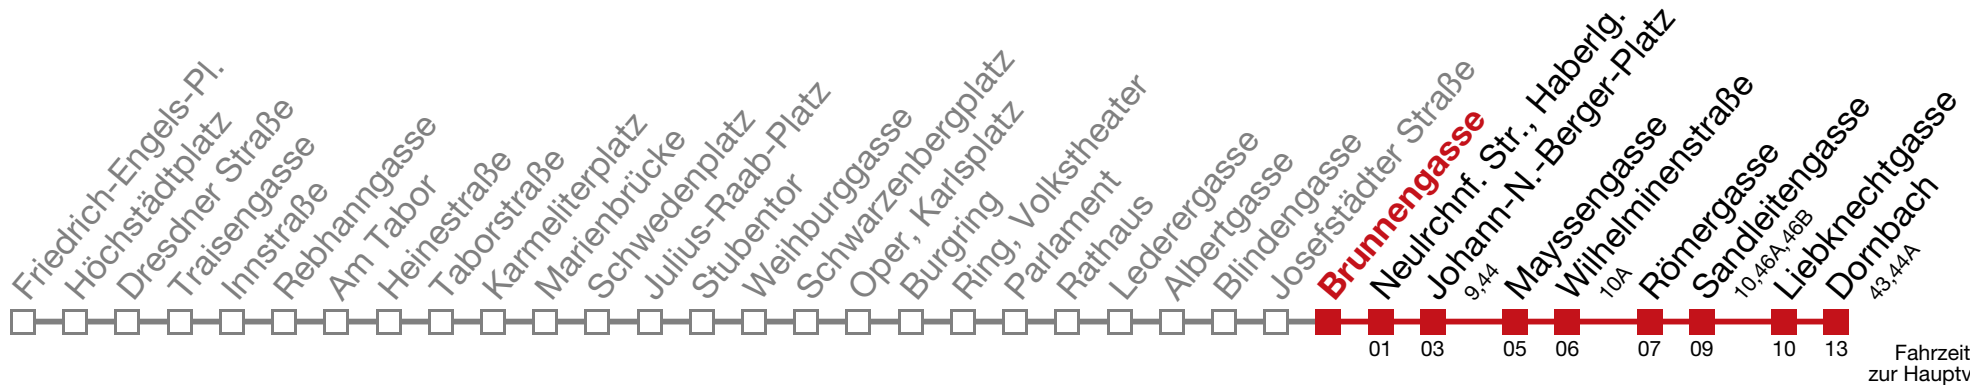 Friedrich-Engels-Pl.
Höchstädtplatz
Dresdner Straße
Traisengasse
Innstraße
Rebhanngasse
Am Tabor
Heinestraße
Taborstraße
Karmeliterplatz
Marienbrücke
Schwedenplatz
Julius-Raab-Platz
Stubentor
Weihburggasse
Schwarzenbergplatz
Oper, Karlsplatz
Burgring
Ring, Volkstheater
Parlament
Rathaus
Lederergasse
Albertgasse
Blindengasse
Josefstädter Straße
Brunnengasse
Neulrchnf. Str., Haberlg.
Johann-N.-Berger-Platz
9,44
Mayssengasse
Wilhelminenstraße
10A
Römergasse
Sandleitengasse
10,46A,46B
Liebknechtgasse
Dornbach
43,44A
01 03 05 06 07 09 10 13
Fahrzeit
zur Hauptv